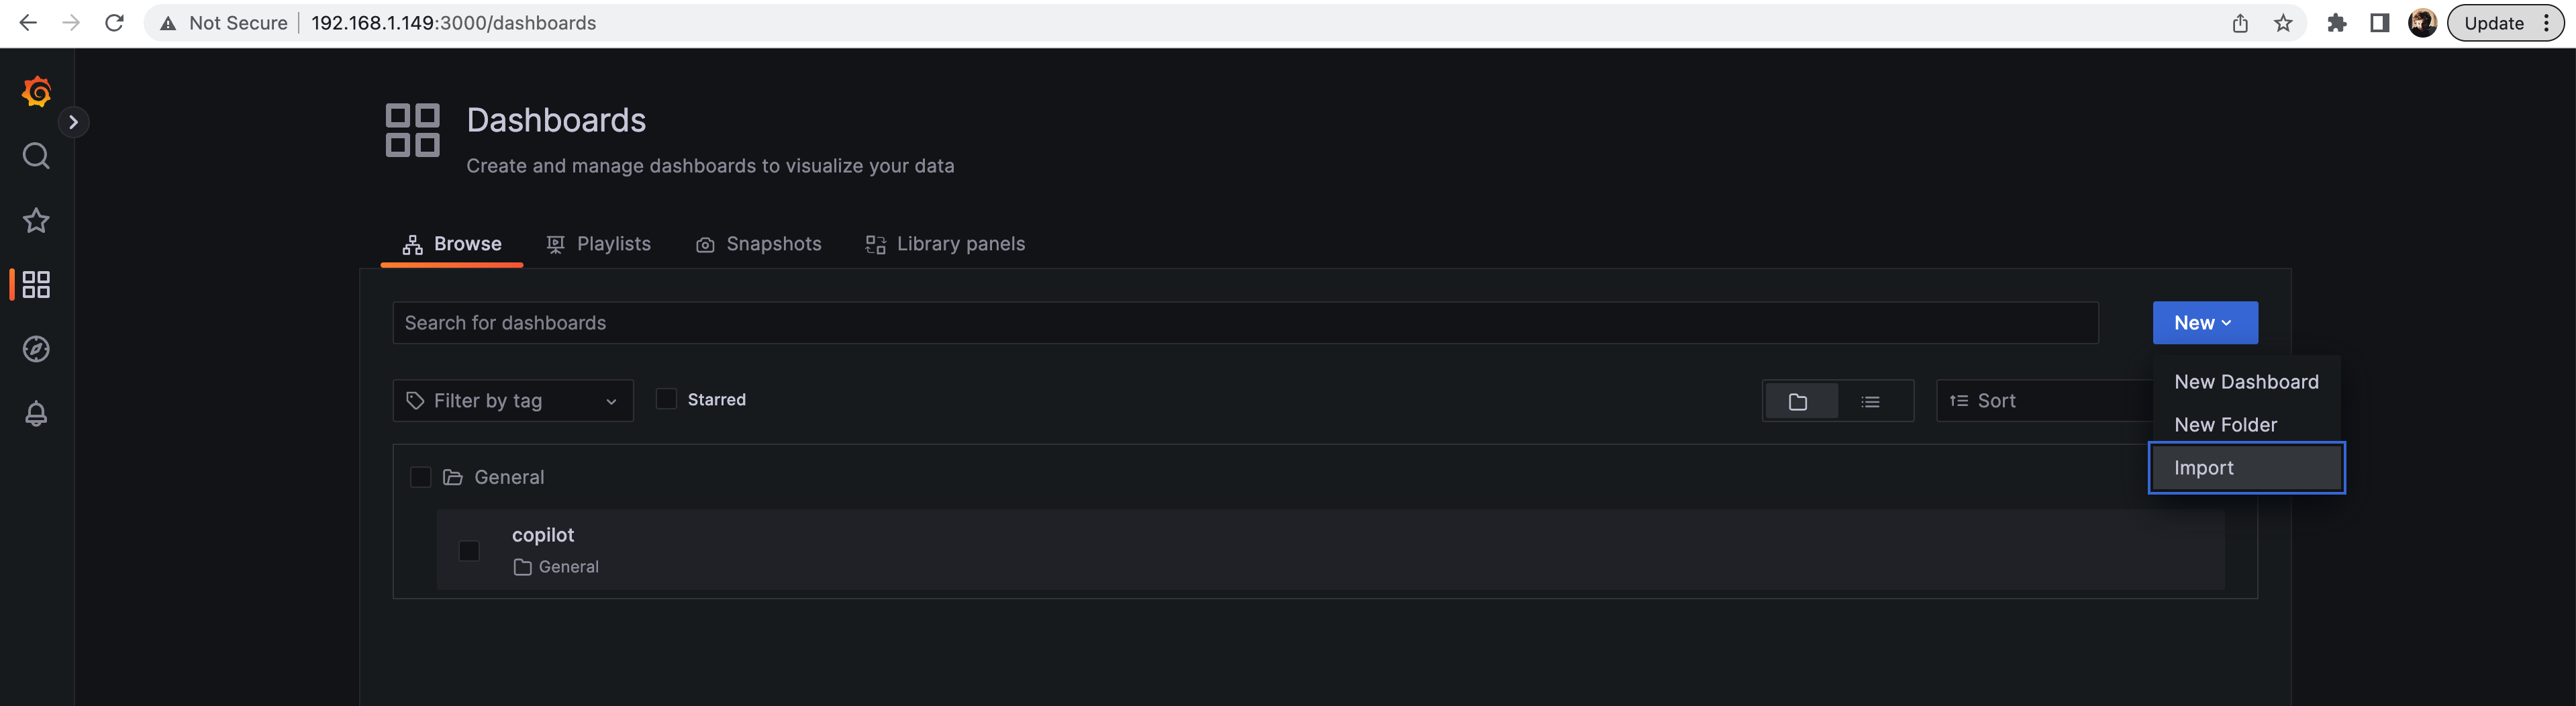 Not Secure | 192.168.1.149:3000/dashboards
Update
Dashboards
Create and manage dashboards to visualize your data
Browse Playlists Snapshots Library panels
Search for dashboards
New
New Dashboard
New Folder
Import
Filter by tag
Starred
Sort
General
copilot
General